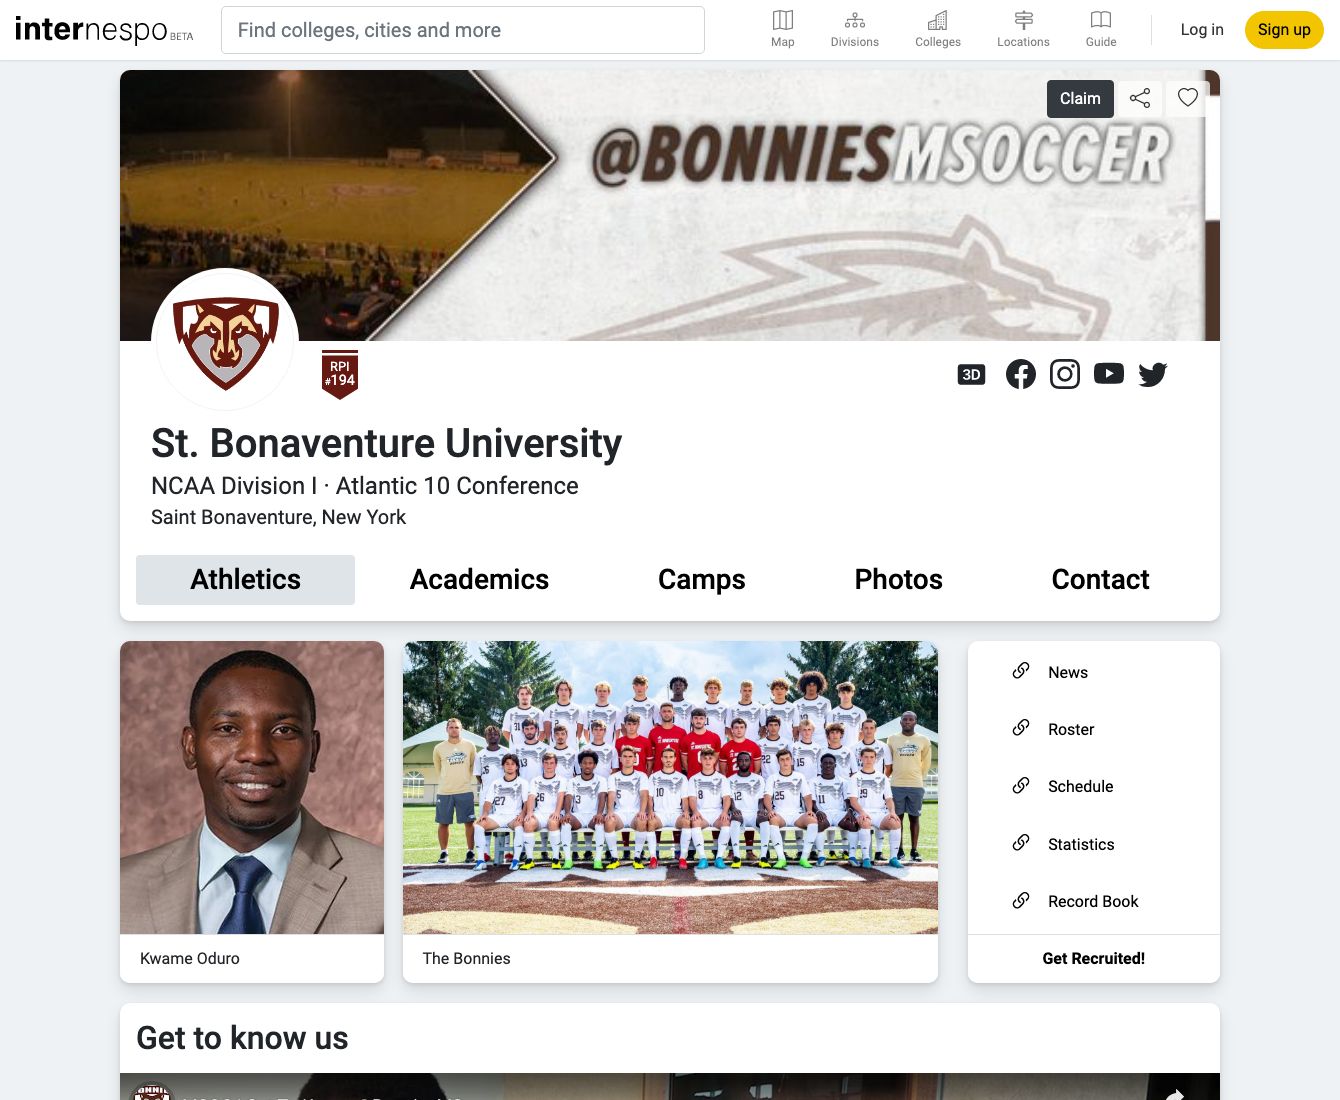 internespo BETA
Find colleges, cities and more
Map
Divisions
Colleges
Locations
Guide
Log in
Sign up
Claim
@BONNIESMSOCCER
RPI
#194
3D
St. Bonaventure University
NCAA Division I · Atlantic 10 Conference
Saint Bonaventure, New York
Athletics
Academics
Camps
Photos
Contact
News
Roster
Schedule
Statistics
Record Book
Kwame Oduro
The Bonnies
Get Recruited!
Get to know us